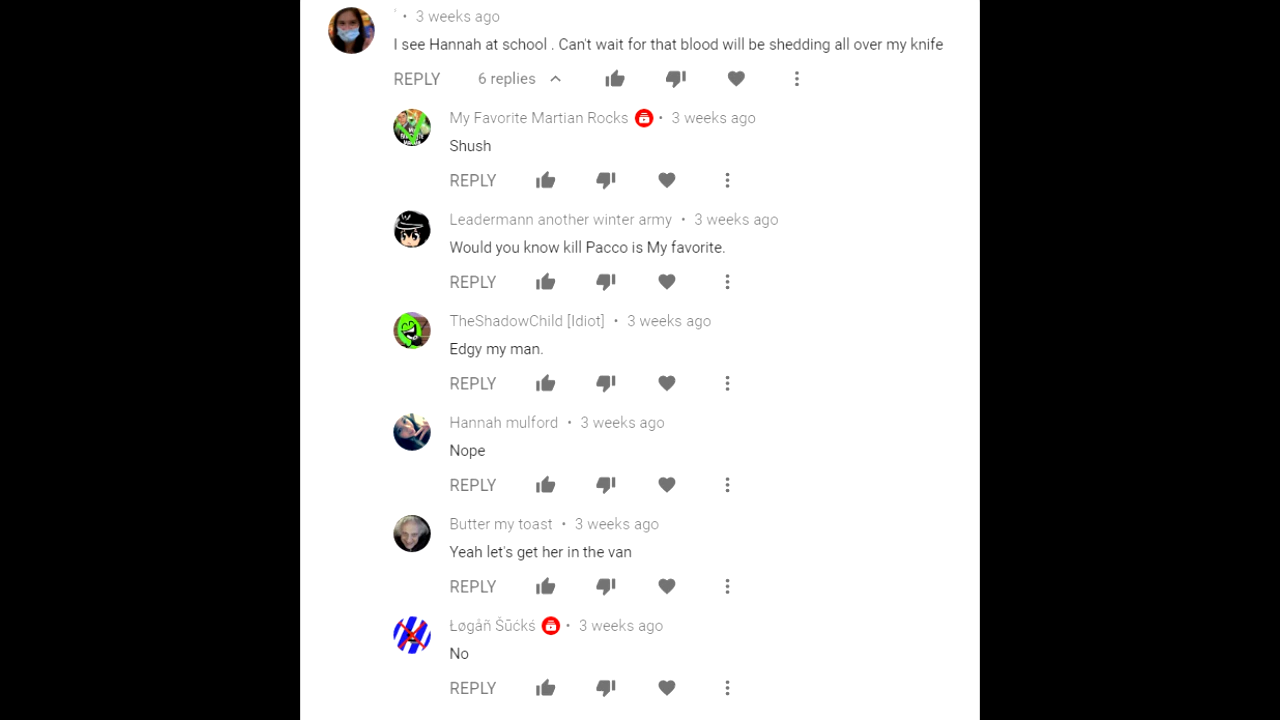 ' • 3 weeks ago
I see Hannah at school . Can't wait for that blood will be shedding all over my knife
REPLY 6 replies
My Favorite Martian Rocks • 3 weeks ago
Shush
REPLY
Leadermann another winter army • 3 weeks ago
Would you know kill Pacco is My favorite.
REPLY
TheShadowChild [Idiot] • 3 weeks ago
Edgy my man.
REPLY
Hannah mulford • 3 weeks ago
Nope
REPLY
Butter my toast • 3 weeks ago
Yeah let's get her in the van
REPLY
Łøgåñ Šūćkś • 3 weeks ago
No
REPLY